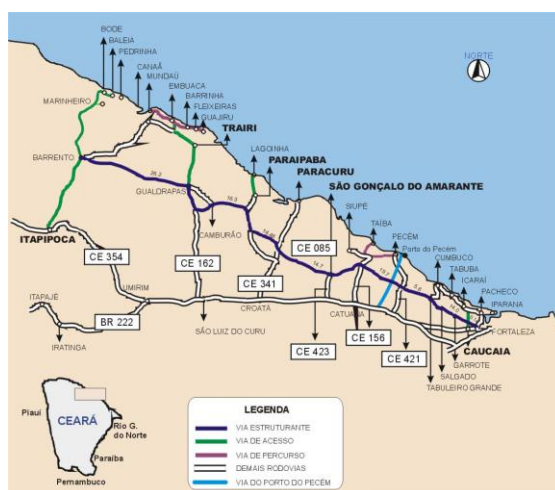 BODE
BALEIA
PEDRINHA
CANAÃ
MUNDAÚ
EMBUACA
BARRINHA
FLEIXEIRAS
GUAJIRU
NORTE
MARINHEIRO
TRAIRI
LAGOINHA
BARRENTO
PARAIPABA
PARACURU
GUALDRAPAS
SÃO GONÇALO DO AMARANTE
SIUPÉ
TAÍBA
CAMBURÃO
PECÉM
ITAPIPOCA
CE 085
Porto do Pecém
CUMBUCO
TABUBA
ICARAÍ
CE 354
CE 162
PACHECO
IPARANA
CE 341
ITAPAJÉ
UMIRIM
CROATÁ
CATUANA
FORTALEZA
BR 222
SÃO LUIZ DO CURU
CE 156
CAUCAIA
IRATINGA
CE 423
CE 421
GARROTE
SALGADO
TABULEIRO GRANDE
Piauí
CEARÁ
Rio G.
do Norte
Paraíba
Pernambuco
LEGENDA
VIA ESTRUTURANTE
VIA DE ACESSO
VIA DE PERCURSO
DEMAIS RODOVIAS
VIA DO PORTO DO PECÉM